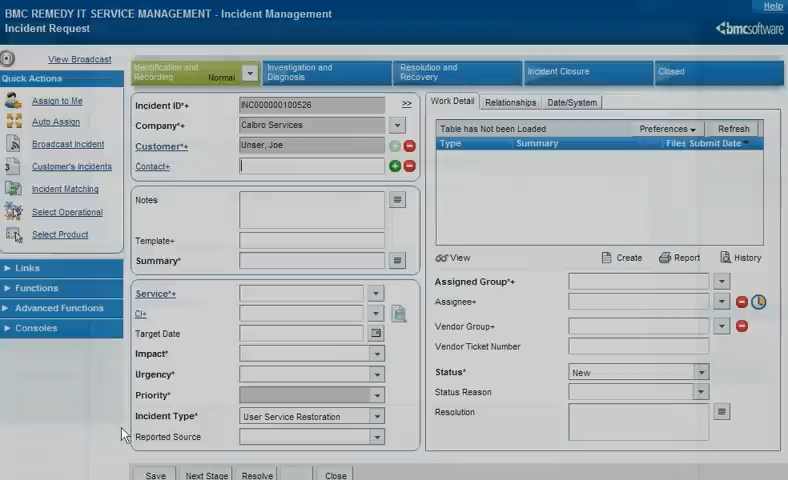 BMC REMEDY IT SERVICE MANAGEMENT - Incident Management
Help
Incident Request
bmcsoftware
View Broadcast
Quick Actions
Assign to Me
Auto Assign
Broadcast Incident
Customer's Incidents
Incident Matching
Select Operational
Select Product
Links
Functions
Advanced Functions
Consoles
Identification and
Recording
Normal
Investigation and
Diagnosis
Resolution and
Recovery
Incident Closure
Closed
Incident ID*+
INC000000100526
>>
Company*+
Calbro Services
Customer*+
Unser, Joe
Contact+
Notes
Template+
Summary*
Service*+
CI+
Target Date
Impact*
Urgency*
Priority*
Incident Type*
User Service Restoration
Reported Source
Work Detail
Relationships
Date/System
Table has Not been Loaded
Preferences
Refresh
Type
Summary
Files
Submit Date
View
Create
Report
History
Assigned Group*+
Assignee+
Vendor Group+
Vendor Ticket Number
Status*
New
Status Reason
Resolution
Save
Next Stage
Resolve
Close